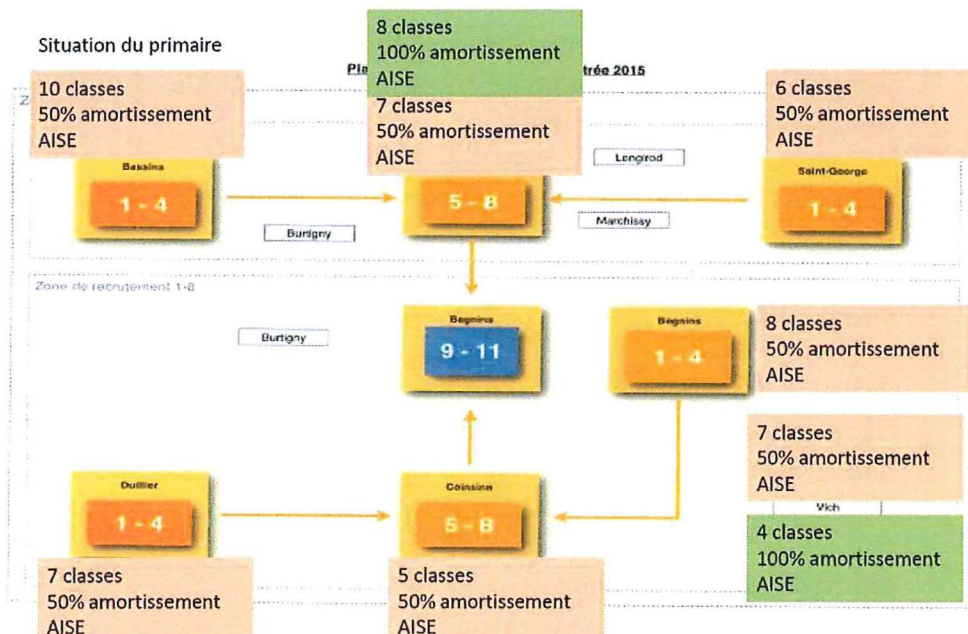 Situation du primaire
8 classes
100% amortissement
AISE
trée 2015
10 classes
50% amortissement
AISE
7 classes
50% amortissement
AISE
6 classes
50% amortissement
AISE
Longirod
Bassins
1 - 4
5 - 8
Saint-George
1 - 4
Burtigny
Marchissy
Zone de recrutement 1-8
Burtigny
Begnins
9 - 11
Begnins
1 - 4
8 classes
50% amortissement
AISE
7 classes
50% amortissement
AISE
Vich
4 classes
100% amortissement
AISE
Duillier
1 - 4
Coinsins
5 - 8
7 classes
50% amortissement
AISE
5 classes
50% amortissement
AISE